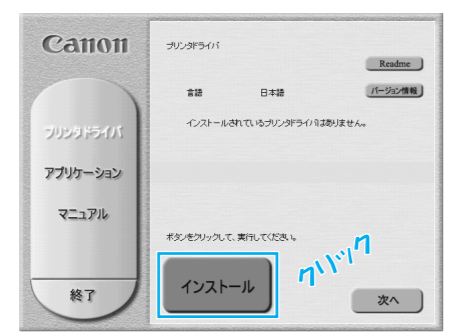 Canon
プリンタドライバ
Readme
言語 日本語
バージョン情報
インストールされているプリンタドライバはありません。
プリンタドライバ
アプリケーション
マニュアル
ボタンをクリックして、実行してください。
クリック
インストール
終了
次へ